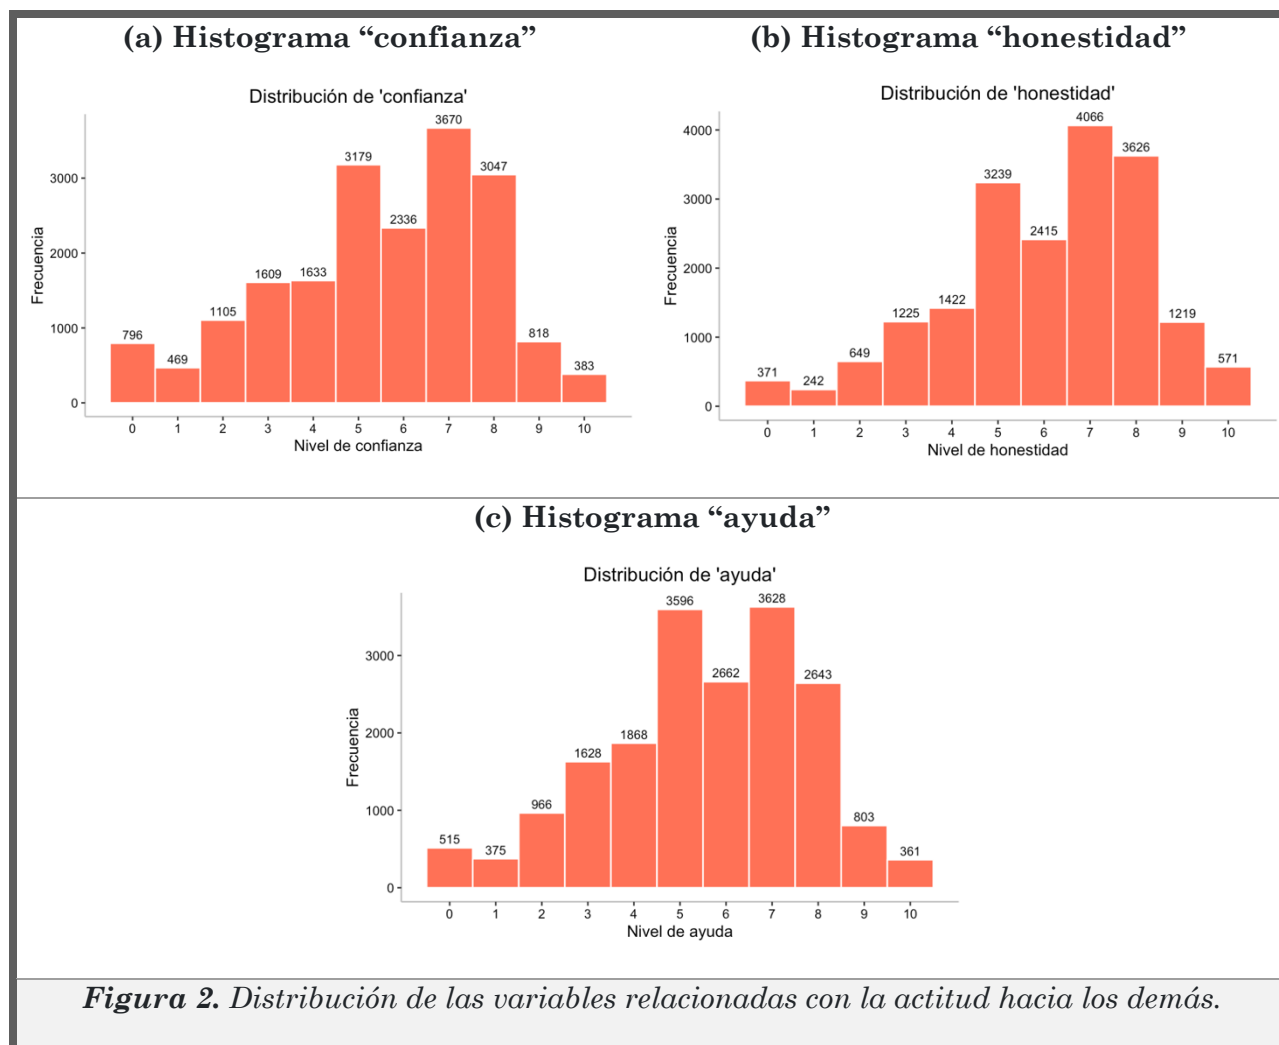 (a) Histograma “confianza”
Distribución de 'confianza'
Frecuencia
3000
2000
1000
0
796
469
1105
1609
1633
3179
2336
3670
3047
818
383
0 1 2 3 4 5 6 7 8 9 10
Nivel de confianza
(b) Histograma “honestidad”
Distribución de 'honestidad'
Frecuencia
4000
3000
2000
1000
0
371
242
649
1225
1422
3239
2415
4066
3626
1219
571
0 1 2 3 4 5 6 7 8 9 10
Nivel de honestidad
(c) Histograma “ayuda”
Distribución de 'ayuda'
Frecuencia
3000
2000
1000
0
515
375
966
1628
1868
3596
2662
3628
2643
803
361
0 1 2 3 4 5 6 7 8 9 10
Nivel de ayuda
Figura 2. Distribución de las variables relacionadas con la actitud hacia los demás.